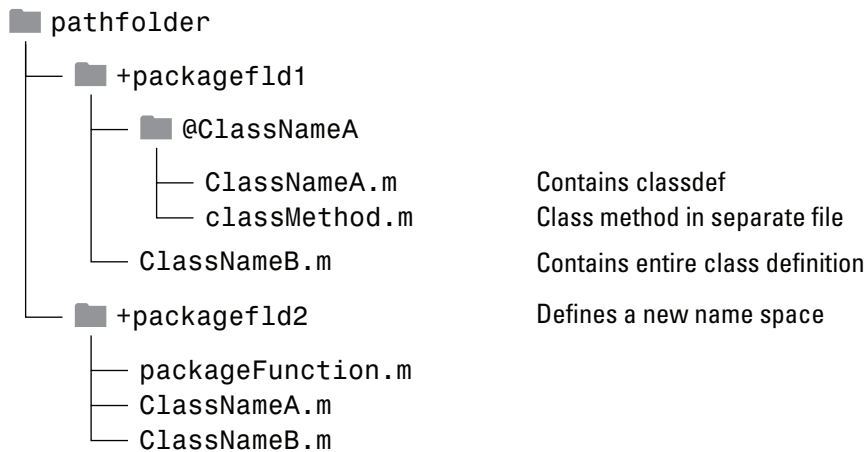 pathfolder
+packagefld1
@ClassNameA
ClassNameA.m Contains classdef
classMethod.m Class method in separate file
ClassNameB.m Contains entire class definition
+packagefld2 Defines a new name space
packageFunction.m
ClassNameA.m
ClassNameB.m